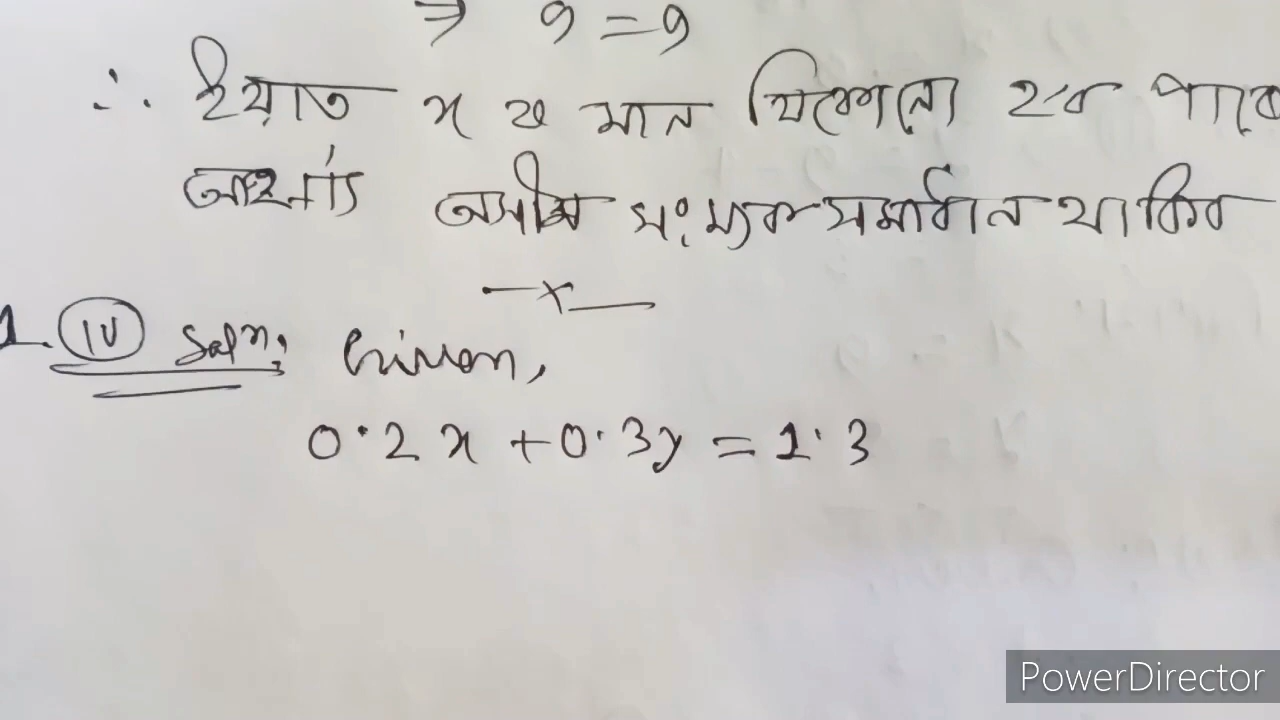 ⇒ 9 = 9
∴ ইয়াত x ৰ মান যিকোনো হ'ব পাৰে
অৰ্থাৎ অসীম সংখ্যক সমাধান থাকিব
—x—
1. (iv) Solⁿ: Given,
0.2x + 0.3y = 1.3
PowerDirector